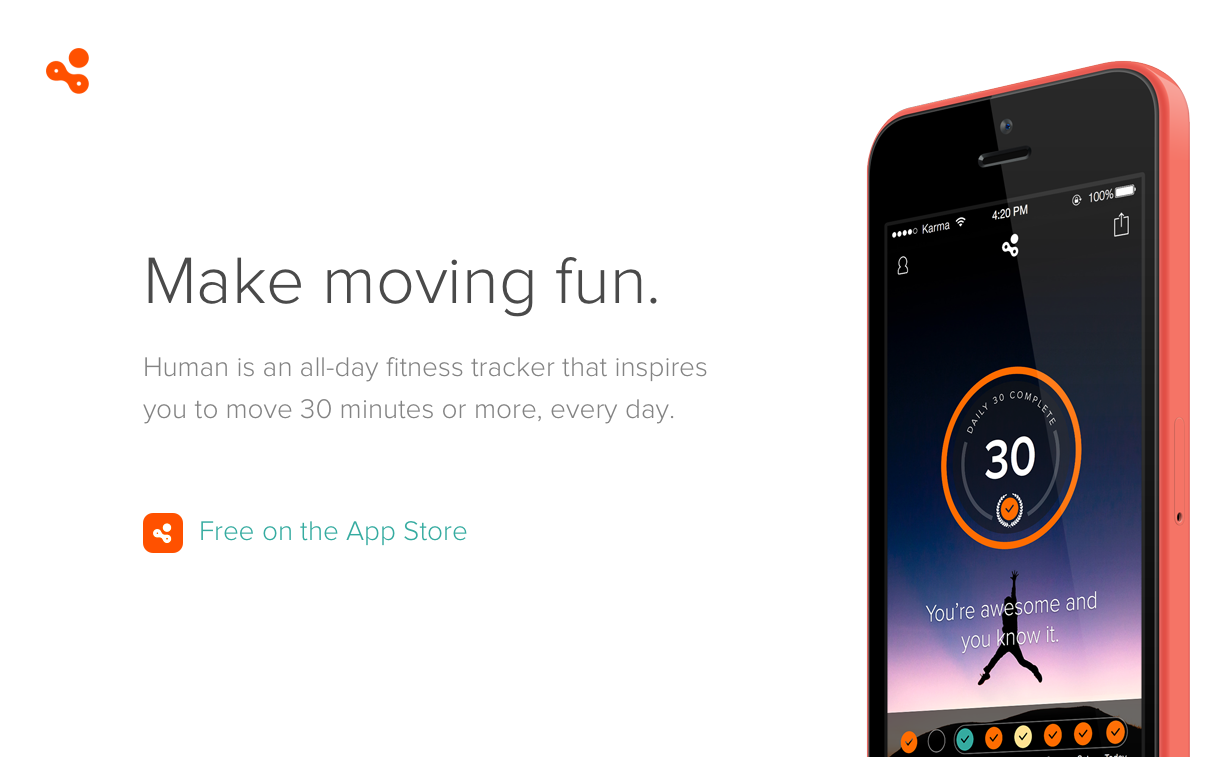 Make moving fun.
Human is an all-day fitness tracker that inspires
you to move 30 minutes or more, every day.
Free on the App Store
Karma
4:20 PM
100%
DAILY 30 COMPLETE
30
You're awesome and
you know it.
Today